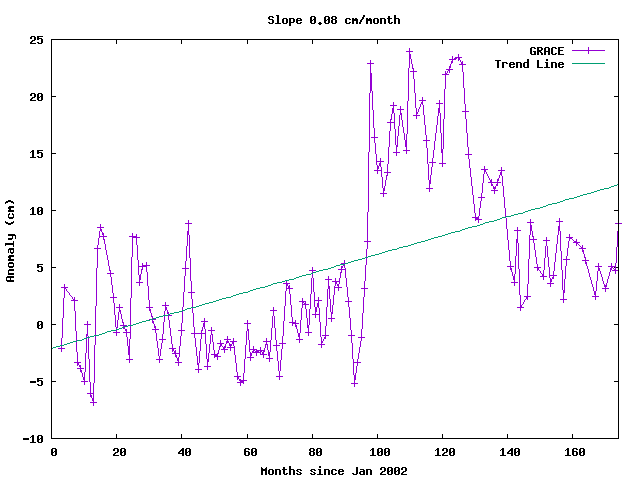 Slope 0.08 cm/month
25
20
15
10
5
0
-5
-10
Anomaly (cm)
GRACE
Trend Line
0 20 40 60 80 100 120 140 160
Months since Jan 2002